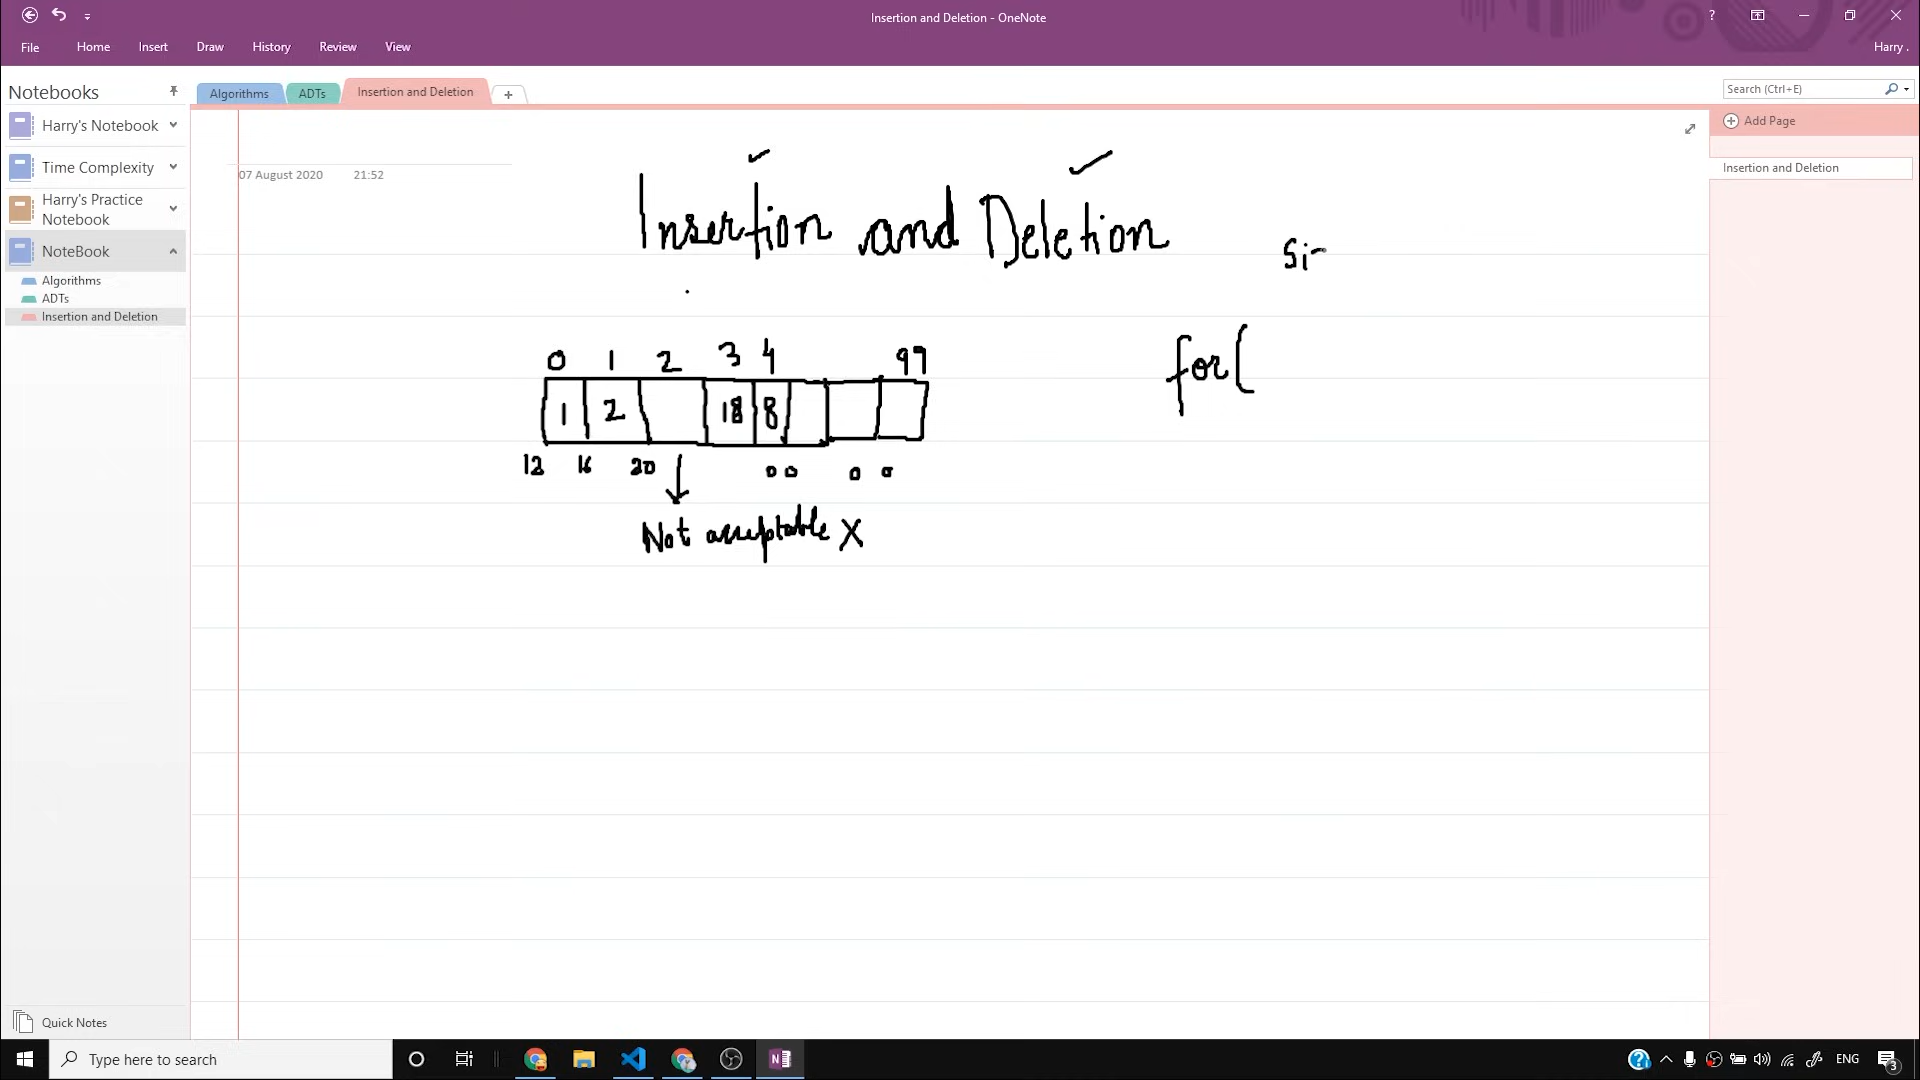 Insertion and Deletion - OneNote
?
File
Home
Insert
Draw
History
Review
View
Harry .
Notebooks
Algorithms
ADTs
Insertion and Deletion
+
Search (Ctrl+E)
Harry's Notebook
Time Complexity
Harry's Practice
Notebook
NoteBook
Algorithms
ADTs
Insertion and Deletion
Add Page
Insertion and Deletion
07 August 2020 21:52
Insertion and Deletion
0 1 2 3 4 99
1 2 18 8
12 16 20
Not acceptable X
for(
Quick Notes
Type here to search
ENG
3